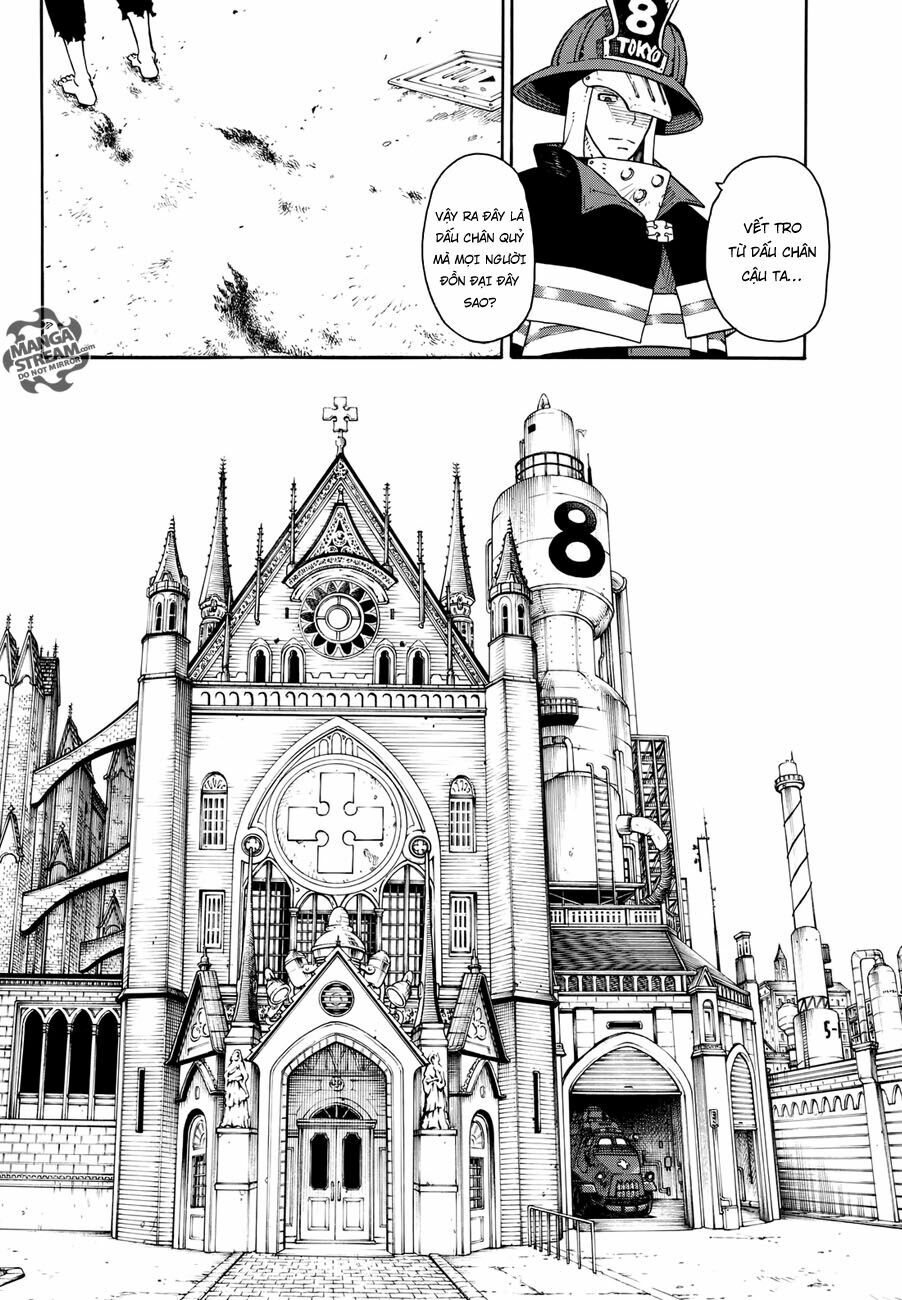 8
TOKYO
VẾT TRO
TỪ DẤU CHÂN
CẬU TA...
VẬY RA ĐÂY LÀ
DẤU CHÂN QUỶ
MÀ MỌI NGƯỜI
ĐỒN ĐẠI ĐÂY
SAO?
MANGA
STREAM.com
DO NOT MIRROR
8